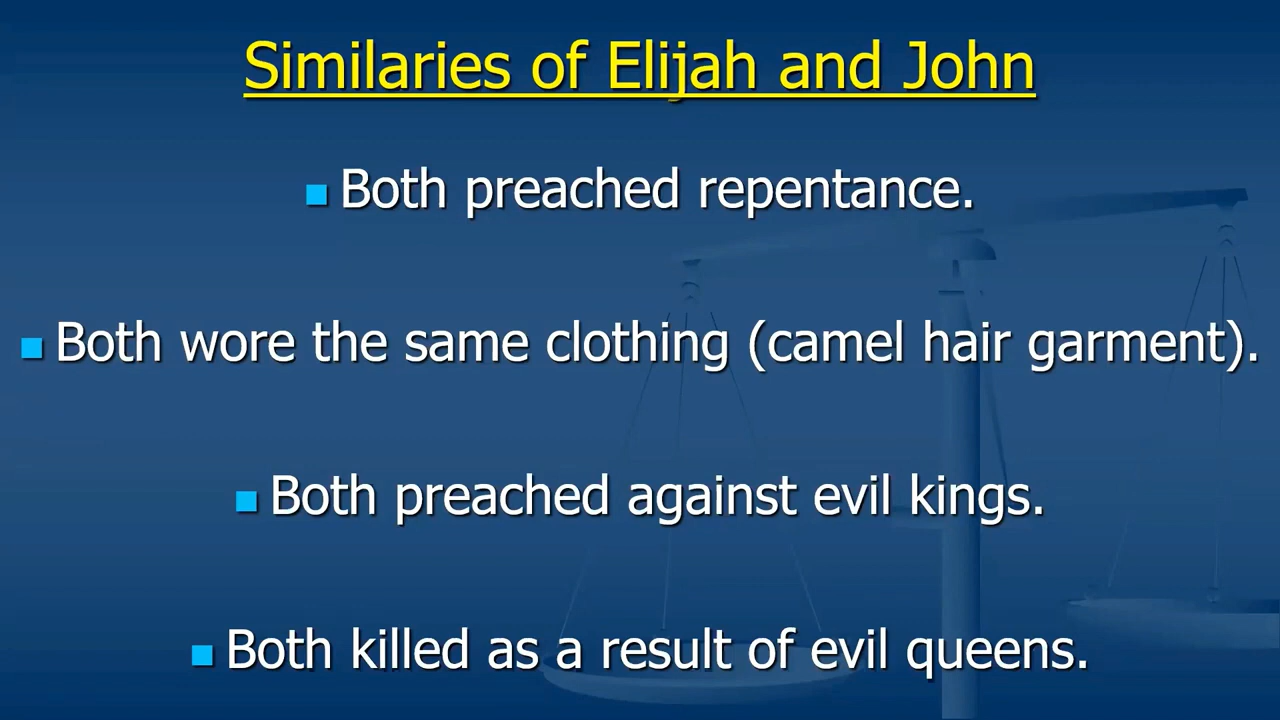 Similaries of Elijah and John
Both preached repentance.
Both wore the same clothing (camel hair garment).
Both preached against evil kings.
Both killed as a result of evil queens.